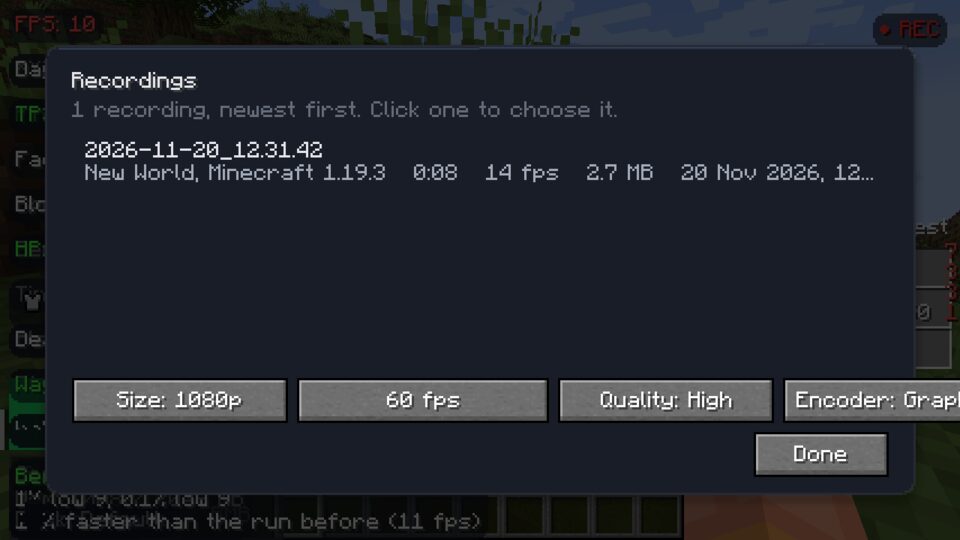 FPS: 10
REC
Recordings
1 recording, newest first. Click one to choose it.
2026-11-20_12.31.42
New World, Minecraft 1.19.3 0:08 14 fps 2.7 MB 20 Nov 2026, 12...
Size: 1080p
60 fps
Quality: High
Encoder: Grap
Done
faster than the run before (11 fps)